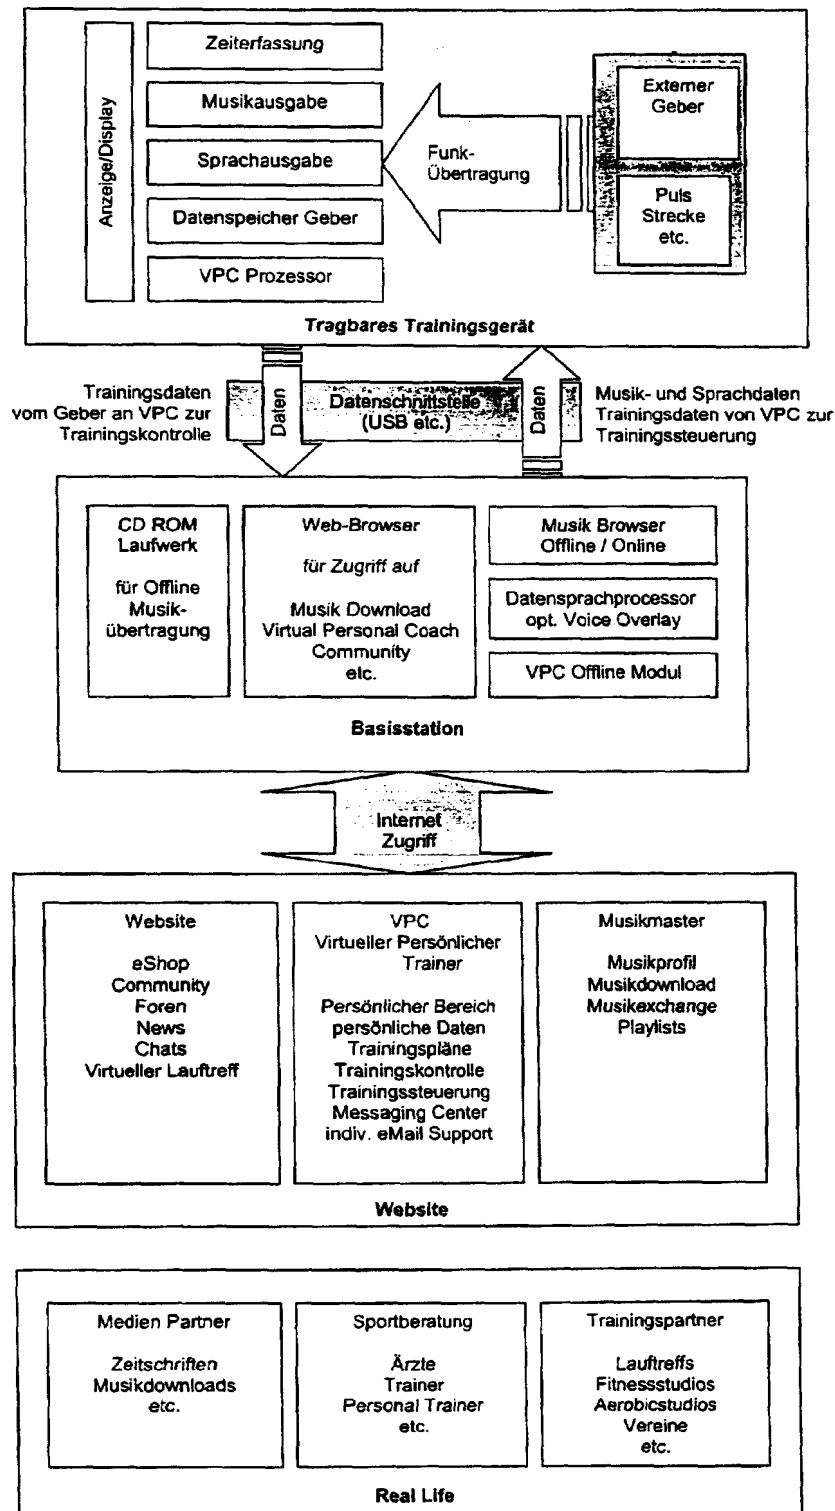 Anzeige/Display
Zeiterfassung
Musikausgabe
Sprachausgabe
Datenspeicher Geber
VPC Prozessor
Funk-
Übertragung
Externer
Geber
Puls
Strecke
etc.
Tragbares Trainingsgerät
Trainingsdaten
vom Geber an VPC zur
Trainingskontrolle
Daten
Datenschnittstelle
(USB etc.)
Daten
Musik- und Sprachdaten
Trainingsdaten von VPC zur
Trainingssteuerung
CD ROM
Laufwerk
für Offline
Musik-
übertragung
Web-Browser
für Zugriff auf
Musik Download
Virtual Personal Coach
Community
etc.
Musik Browser
Offline / Online
Datensprachprocessor
opt. Voice Overlay
VPC Offline Modul
Basisstation
Internet
Zugriff
Website
eShop
Community
Foren
News
Chats
Virtueller Lauftreff
VPC
Virtueller Persönlicher
Trainer
Persönlicher Bereich
persönliche Daten
Trainingspläne
Trainingskontrolle
Trainingssteuerung
Messaging Center
indiv. eMail Support
Musikmaster
Musikprofil
Musikdownload
Musikexchange
Playlists
Website
Medien Partner
Zeitschriften
Musikdownloads
etc.
Sportberatung
Ärzte
Trainer
Personal Trainer
etc.
Trainingspartner
Lauftreffs
Fitnessstudios
Aerobicstudios
Vereine
etc.
Real Life